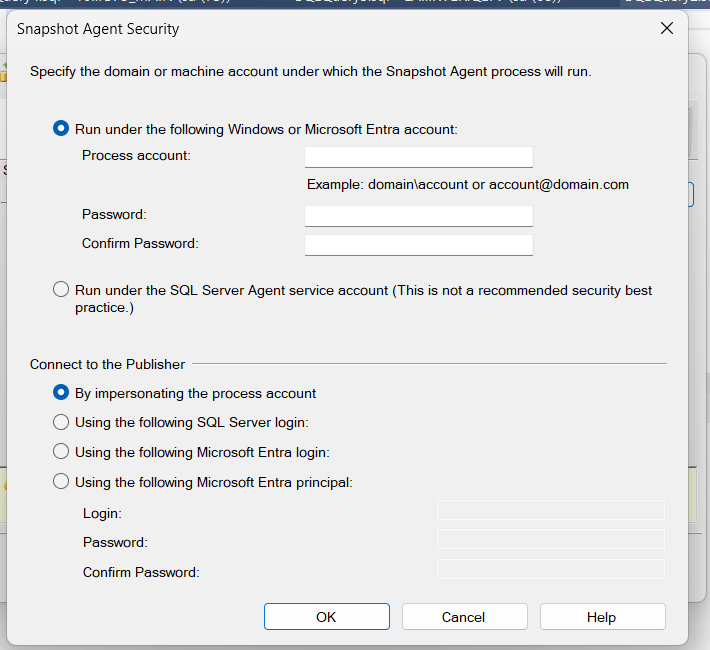 Snapshot Agent Security
Specify the domain or machine account under which the Snapshot Agent process will run.
Run under the following Windows or Microsoft Entra account:
Process account:
Example: domain\account or account@domain.com
Password:
Confirm Password:
Run under the SQL Server Agent service account (This is not a recommended security best
practice.)
Connect to the Publisher
By impersonating the process account
Using the following SQL Server login:
Using the following Microsoft Entra login:
Using the following Microsoft Entra principal:
Login:
Password:
Confirm Password:
OK
Cancel
Help